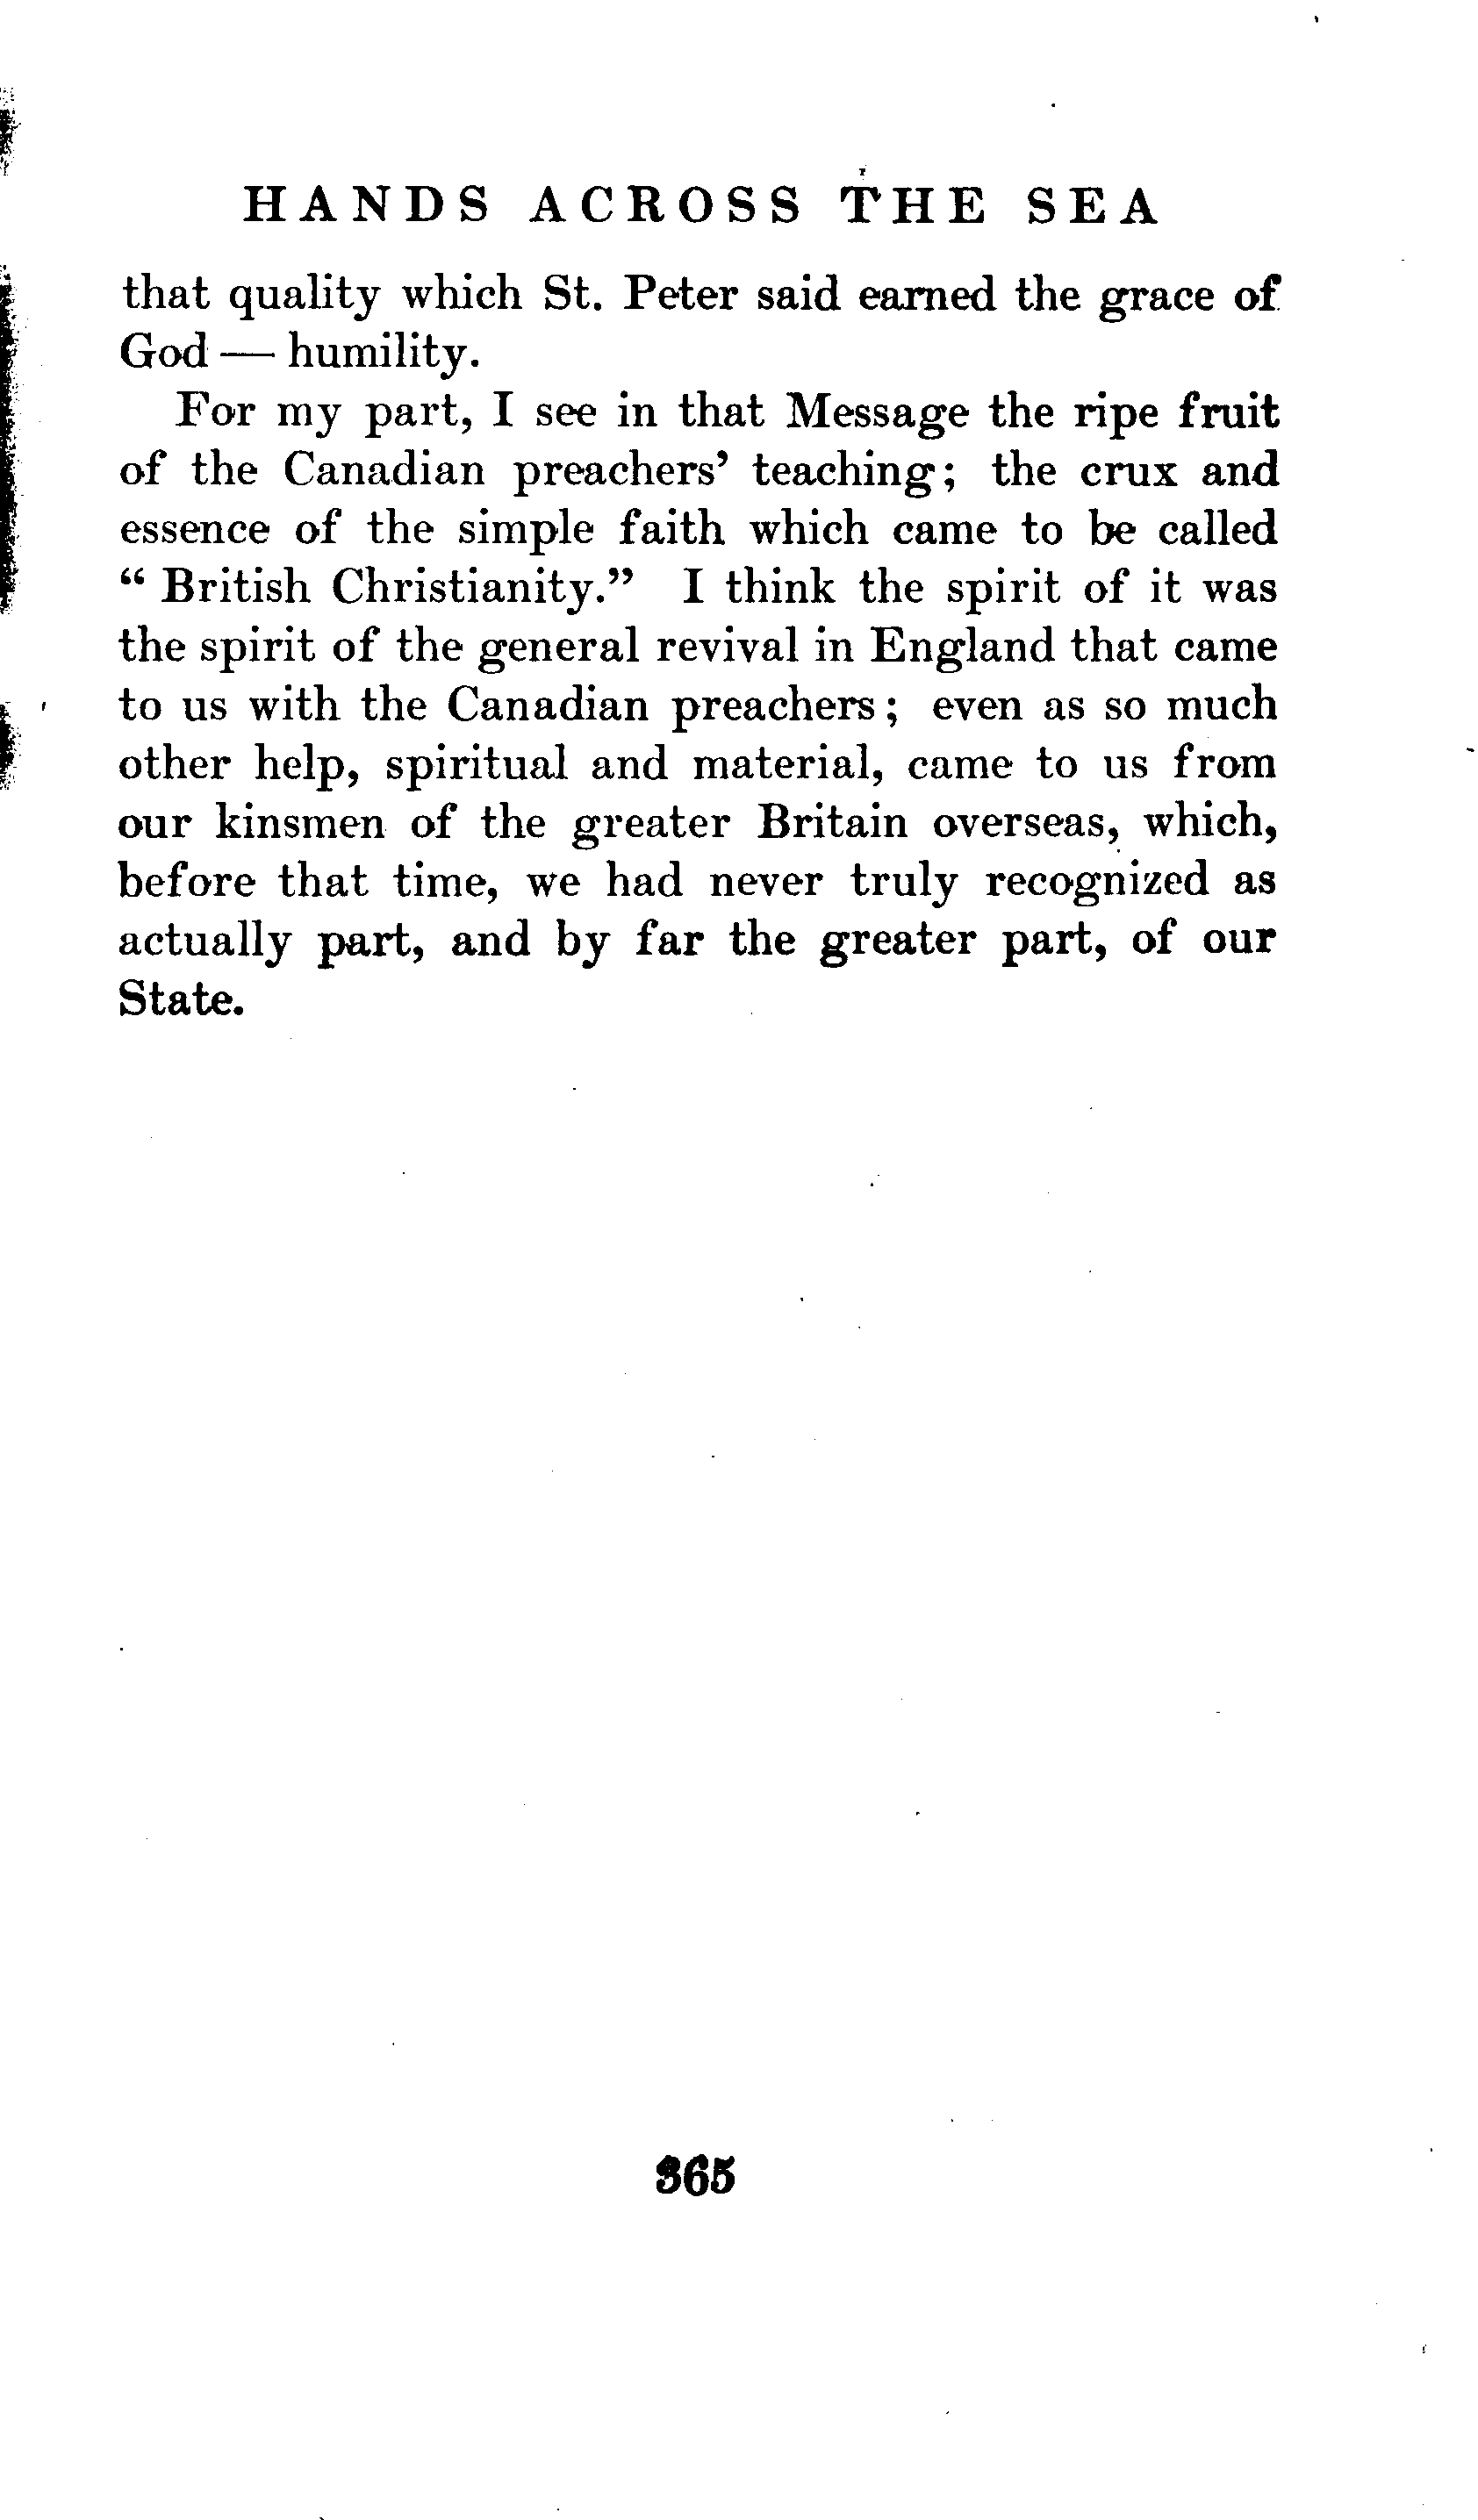 HANDS ACROSS THE SEA
that quality which St. Peter said earned the grace of
God — humility.
For my part, I see in that Message the ripe fruit
of the Canadian preachers' teaching; the crux and
essence of the simple faith which came to be called
" British Christianity." I think the spirit of it was
the spirit of the general revival in England that came
to us with the Canadian preachers; even as so much
other help, spiritual and material, came to us from
our kinsmen of the greater Britain overseas, which,
before that time, we had never truly recognized as
actually part, and by far the greater part, of our
State.
365